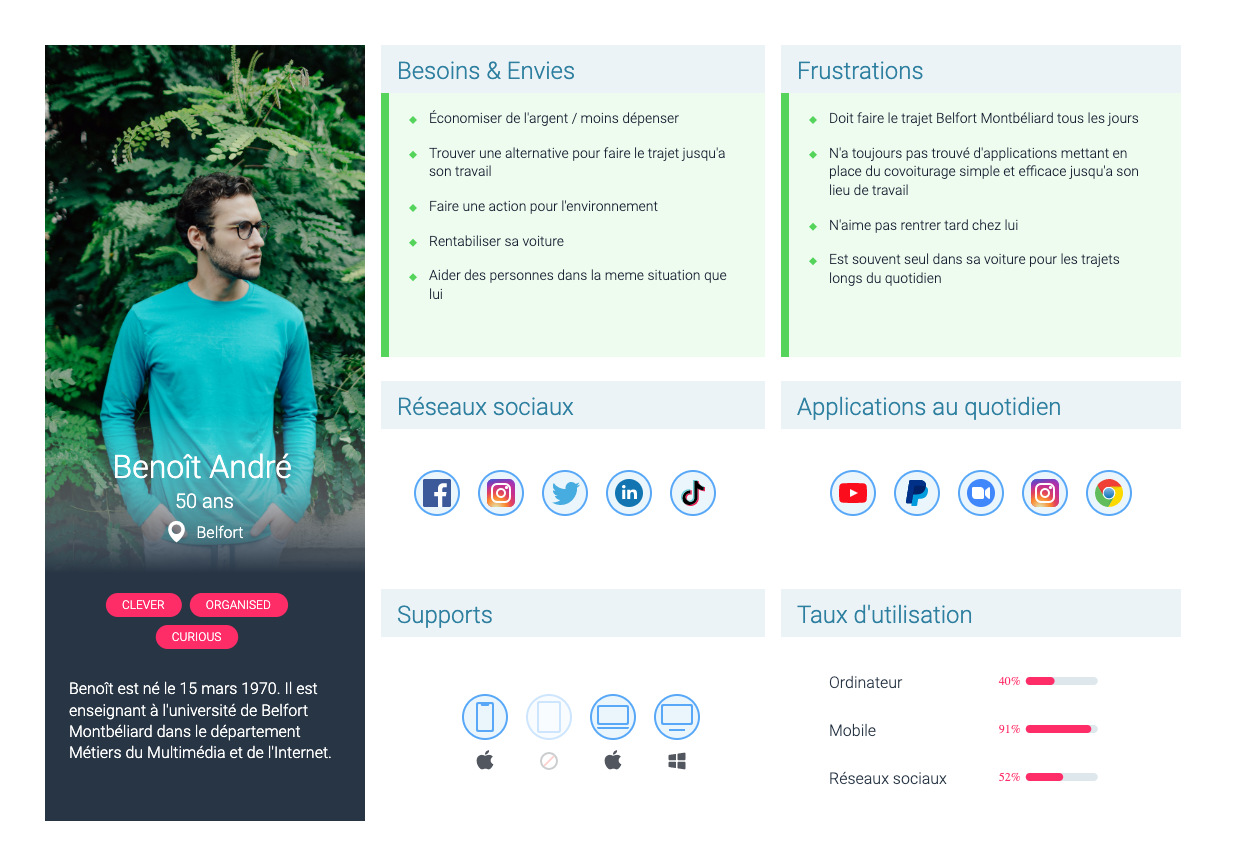 Benoît André
50 ans
Belfort
CLEVER
ORGANISED
CURIOUS
Benoît est né le 15 mars 1970. Il est
enseignant à l'université de Belfort
Montbéliard dans le département
Métiers du Multimédia et de l'Internet.
Besoins & Envies
Économiser de l'argent / moins dépenser
Trouver une alternative pour faire le trajet jusqu'a
son travail
Faire une action pour l'environnement
Rentabiliser sa voiture
Aider des personnes dans la meme situation que
lui
Frustrations
Doit faire le trajet Belfort Montbéliard tous les jours
N'a toujours pas trouvé d'applications mettant en
place du covoiturage simple et efficace jusqu'a son
lieu de travail
N'aime pas rentrer tard chez lui
Est souvent seul dans sa voiture pour les trajets
longs du quotidien
Réseaux sociaux
Applications au quotidien
Supports
Taux d'utilisation
Ordinateur 40%
Mobile 91%
Réseaux sociaux 52%